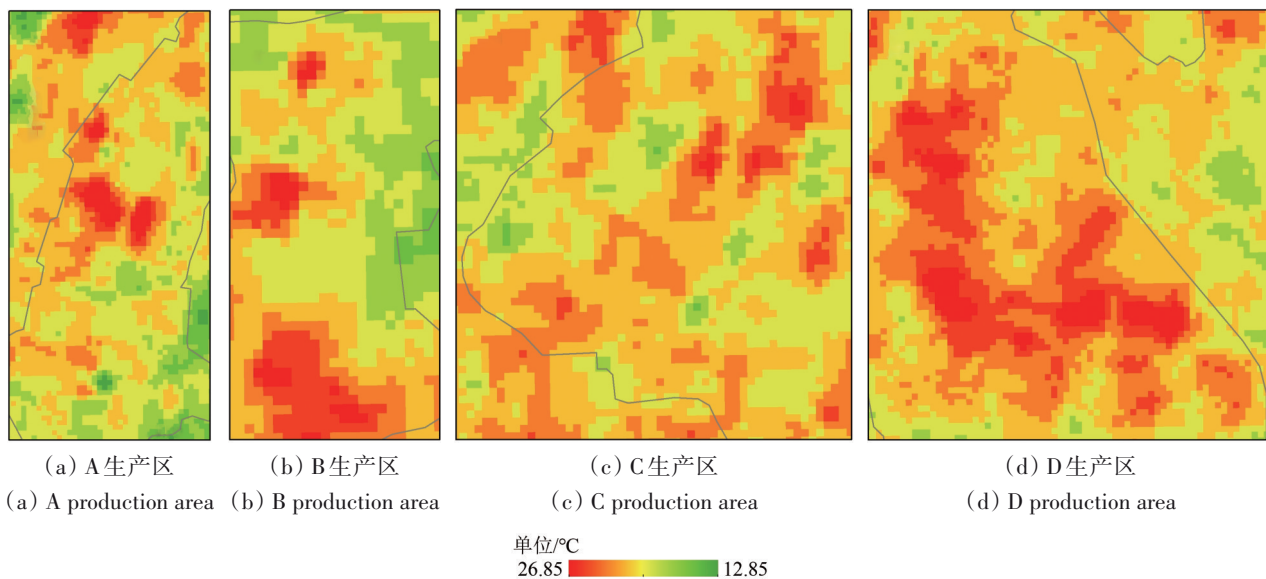 (a) A生产区
(b) B生产区
(c) C生产区
(d) D生产区
(a) A production area
(b) B production area
(c) C production area
(d) D production area
单位/℃
26.85
12.85